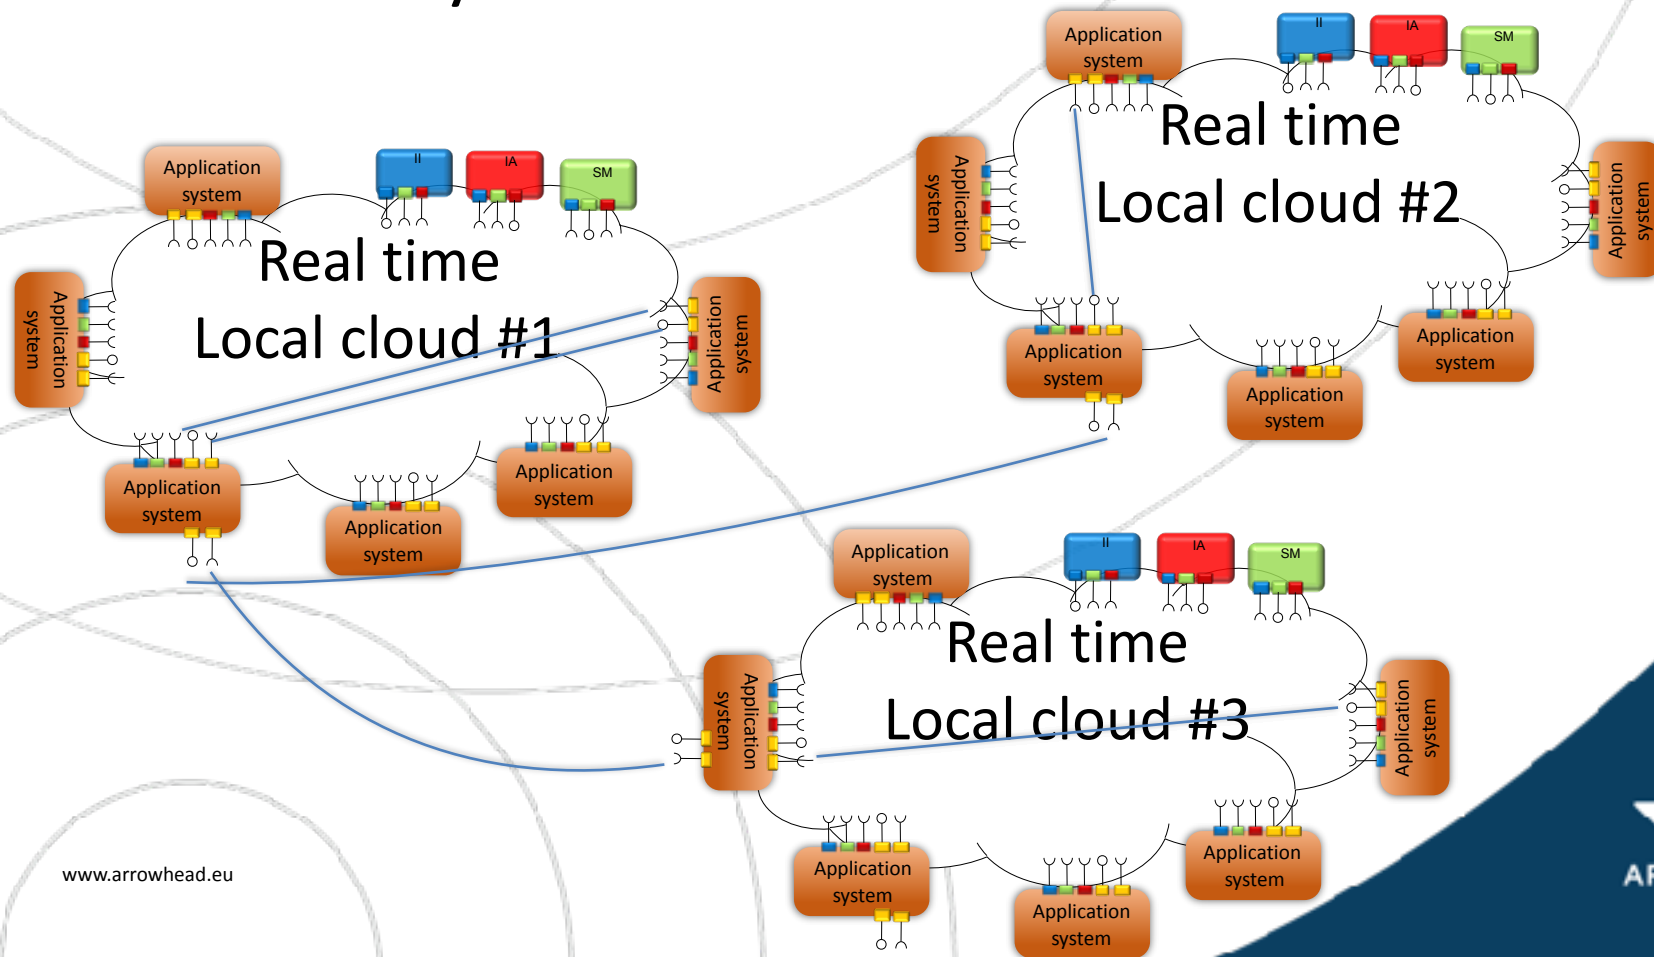 Application
system
II
IA
SM
Real time
Local cloud #2
Application
system
Application
system
Application
system
Application
system
Application
system
Application
system
II
IA
SM
Real time
Local cloud #1
Application
system
Application
system
Application
system
Application
system
Application
system
Application
system
II
IA
SM
Real time
Local cloud #3
Application
system
Application
system
Application
system
Application
system
Application
system
www.arrowhead.eu